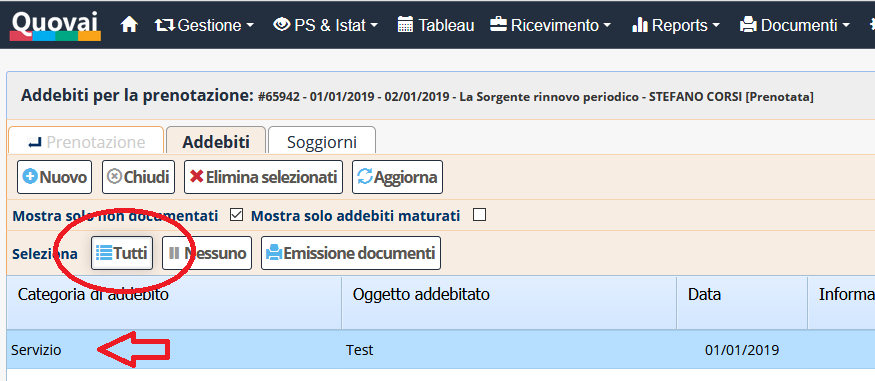 Quovai Gestione PS & Istat Tableau Ricevimento Reports Documenti
Addebiti per la prenotazione: #65942 - 01/01/2019 - 02/01/2019 - La Sorgente rinnovo periodico - STEFANO CORSI [Prenotata]
Prenotazione Addebiti Soggiorni
Nuovo Chiudi Elimina selezionati Aggiorna
Mostra solo non documentati Mostra solo addebiti maturati
Seleziona Tutti Nessuno Emissione documenti
Categoria di addebito Oggetto addebitato Data Informa
Servizio Test 01/01/2019